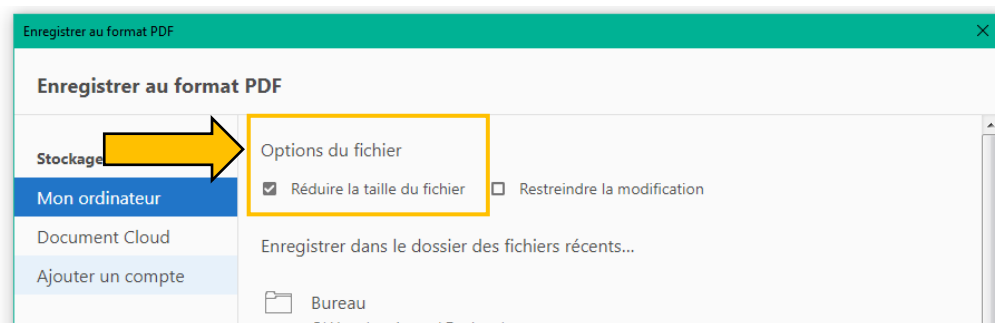 Enregistrer au format PDF
Enregistrer au format PDF
Stockage
Options du fichier
Réduire la taille du fichier
Restreindre la modification
Mon ordinateur
Document Cloud
Ajouter un compte
Enregistrer dans le dossier des fichiers récents...
Bureau